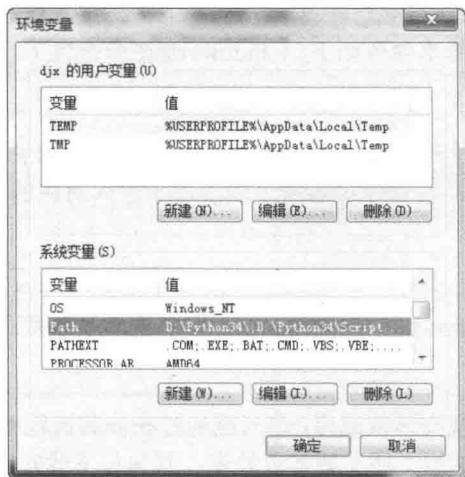 环境变量
djx 的用户变量(U)
变量 值
TEMP %USERPROFILE%\AppData\Local\Temp
TMP %USERPROFILE%\AppData\Local\Temp
新建(N)... 编辑(E)... 删除(D)
系统变量(S)
变量 值
OS Windows_NT
Path D:\Python34\;D:\Python34\Script...
PATHEXT .COM;.EXE;.BAT;.CMD;.VBS;.VBE;....
PROCESSOR_AR AMD64
新建(W)... 编辑(I)... 删除(L)
确定 取消